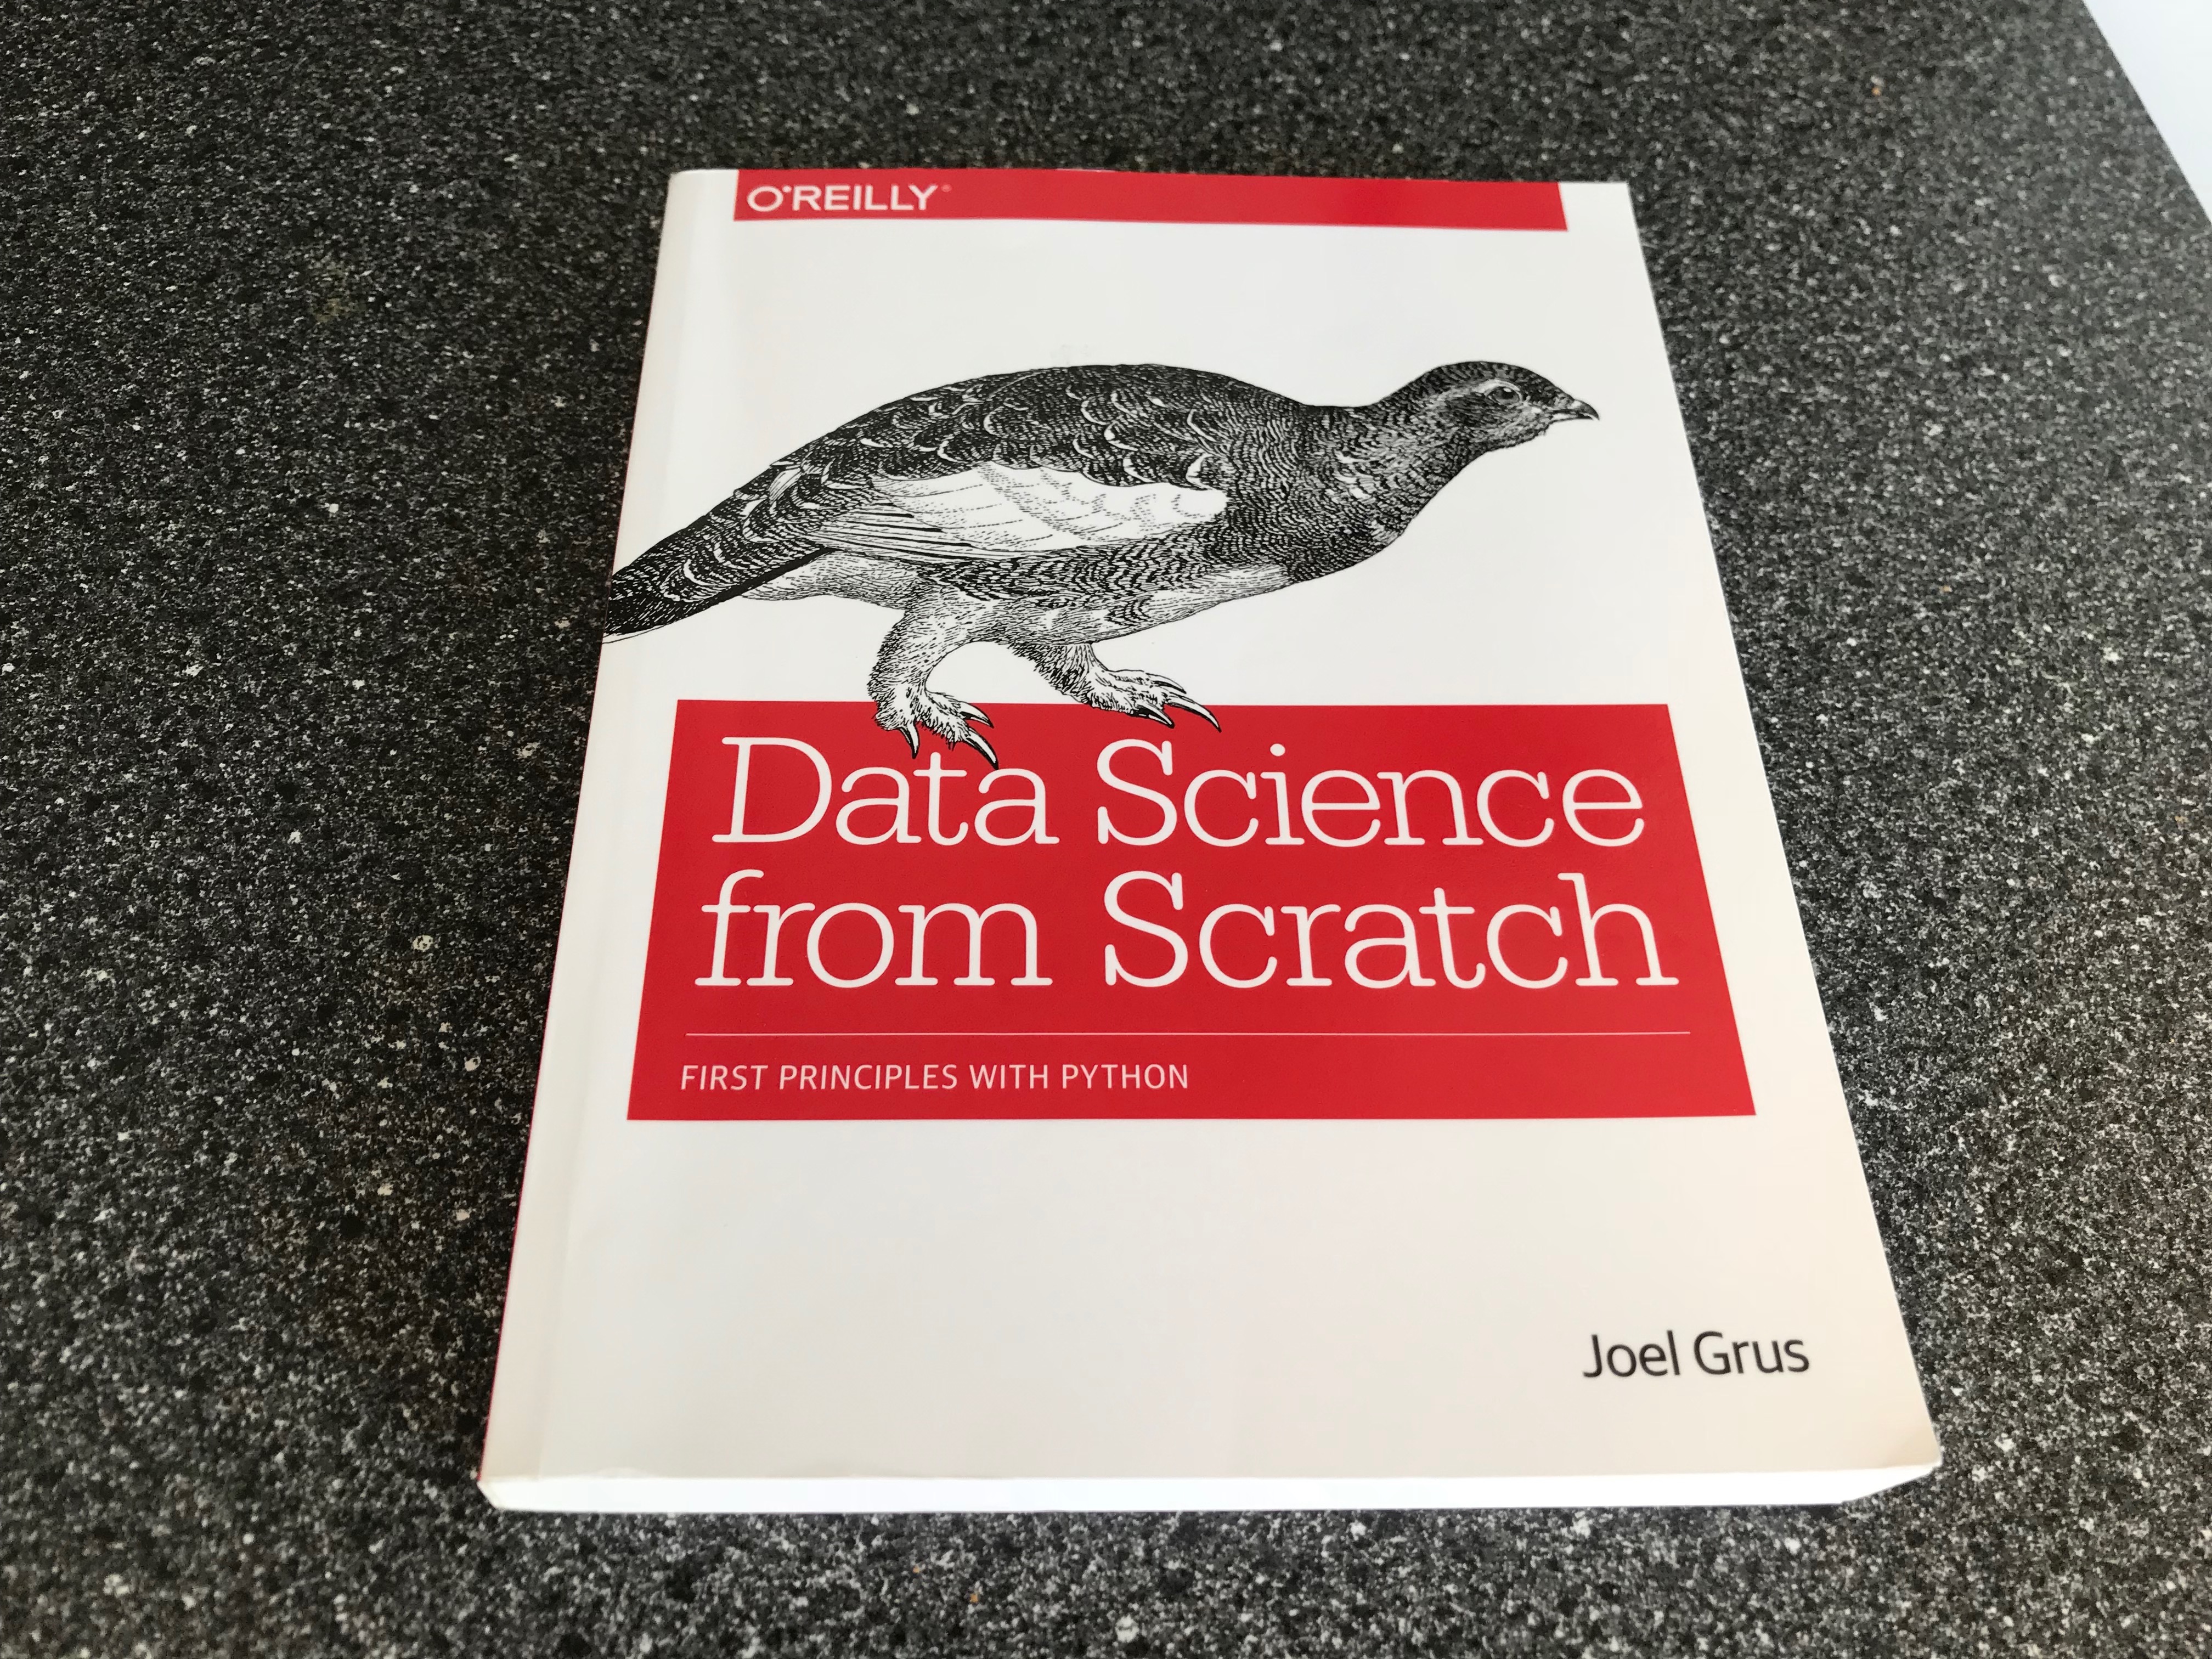 O'REILLY®
Data Science
from Scratch
FIRST PRINCIPLES WITH PYTHON
Joel Grus